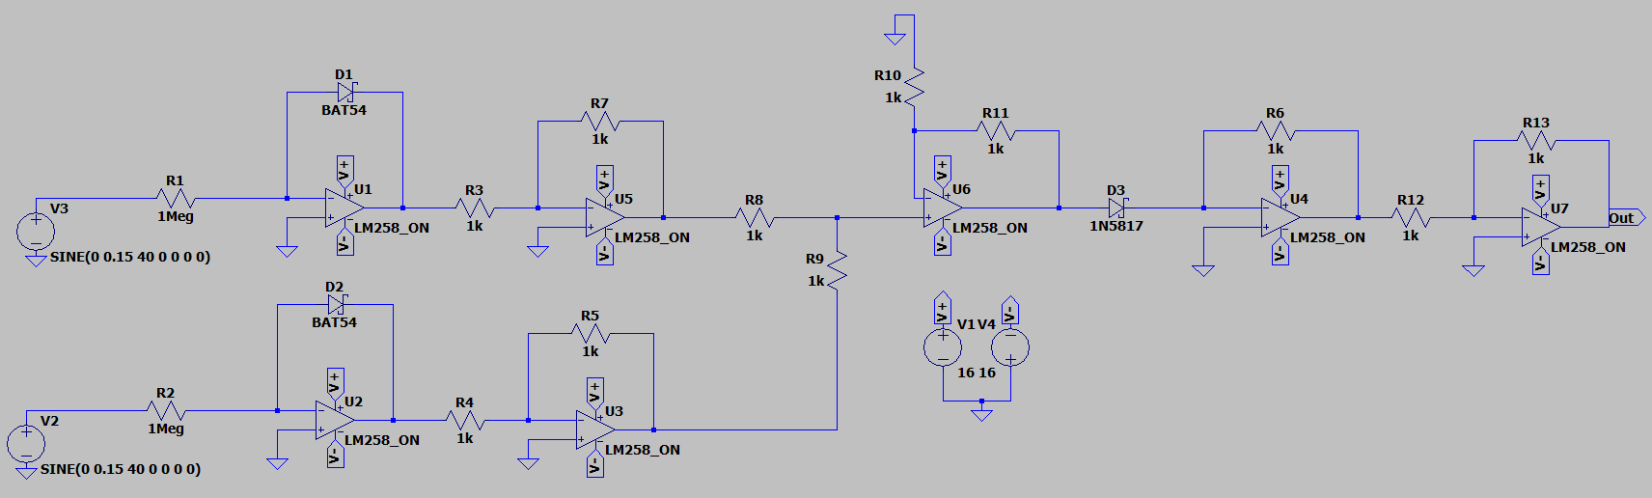 D1
BAT54
R1
1Meg
V3
SINE(0 0.15 40 0 0 0 0)
V+
U1
LM258_ON
V-
R3
1k
R7
1k
V+
U5
LM258_ON
V-
R8
1k
D2
BAT54
R2
1Meg
V2
SINE(0 0.15 40 0 0 0 0)
V+
U2
LM258_ON
V-
R4
1k
R5
1k
V+
U3
LM258_ON
V-
R9
1k
R10
1k
R11
1k
V+
U6
LM258_ON
V-
D3
1N5817
V+
V1
16
V-
V4
16
R6
1k
V+
U4
LM258_ON
V-
R12
1k
R13
1k
V+
U7
LM258_ON
V-
Out